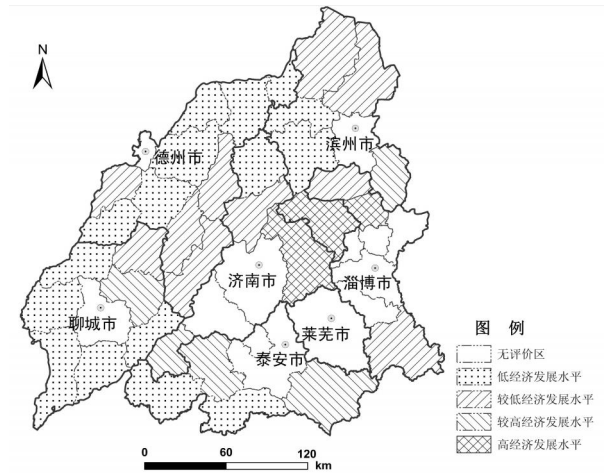 N
滨州市
德州市
济南市
淄博市
聊城市
莱芜市
泰安市
图 例
无评价区
低经济发展水平
较低经济发展水平
较高经济发展水平
高经济发展水平
0 60 120
km